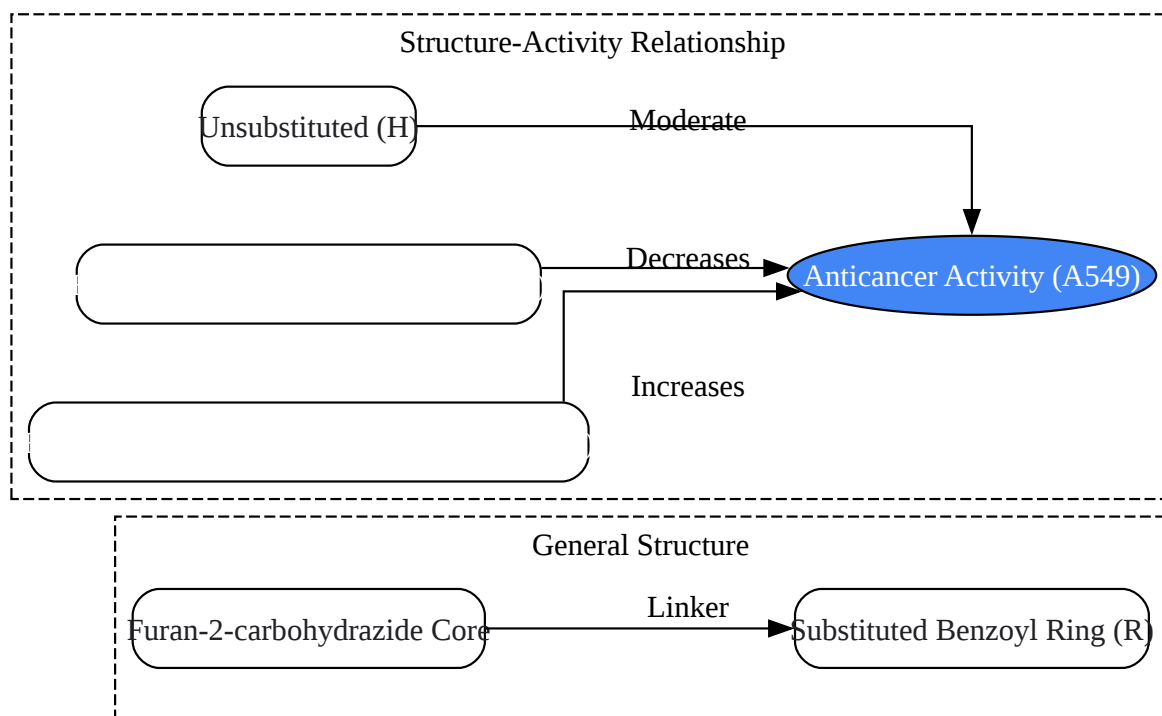 Structure-Activity Relationship
Unsubstituted (H)
Moderate
Decreases
Anticancer Activity (A549)
Increases
General Structure
Furan-2-carbohydrazide Core
Linker
Substituted Benzoyl Ring (R)